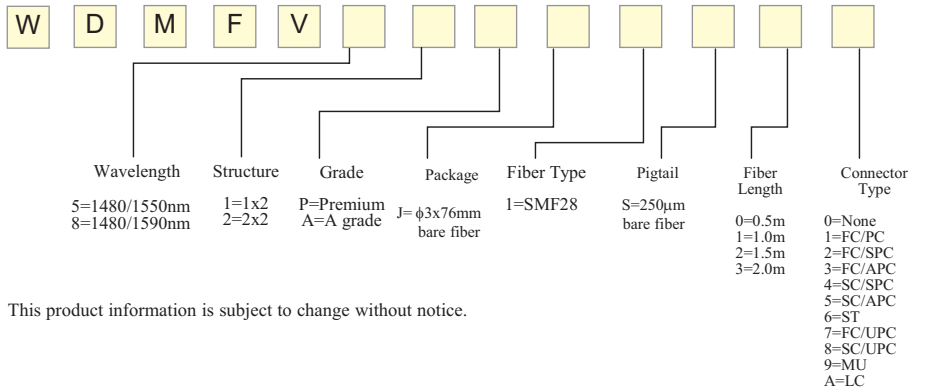 W D M F V
Wavelength
5=1480/1550nm
8=1480/1590nm
Structure
1=1x2
2=2x2
Grade
P=Premium
A=A grade
Package
J= ϕ3x76mm
bare fiber
Fiber Type
1=SMF28
Pigtail
S=250μm
bare fiber
Fiber
Length
0=0.5m
1=1.0m
2=1.5m
3=2.0m
Connector
Type
0=None
1=FC/PC
2=FC/SPC
3=FC/APC
4=SC/SPC
5=SC/APC
6=ST
7=FC/UPC
8=SC/UPC
9=MU
A=LC
This product information is subject to change without notice.